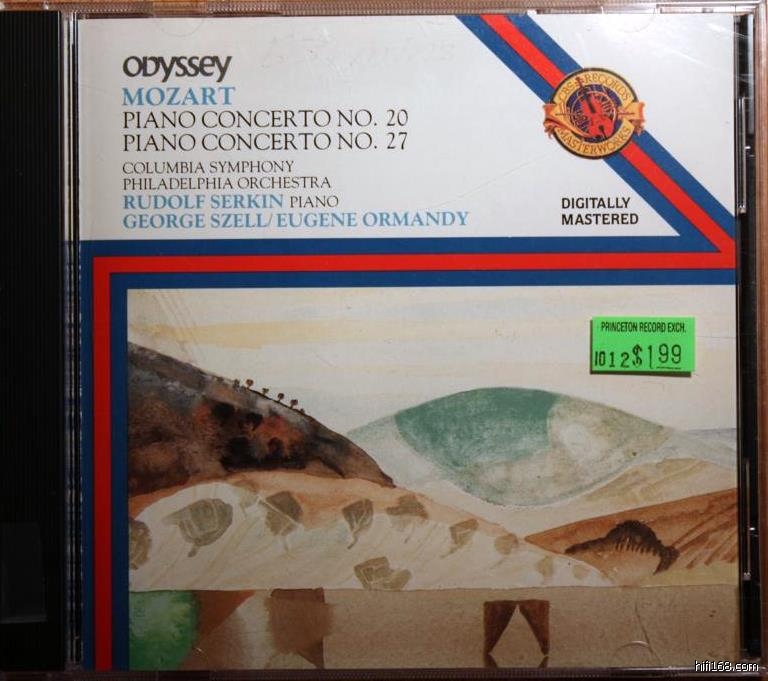 ODYSSEY
MOZART
PIANO CONCERTO NO. 20
PIANO CONCERTO NO. 27
COLUMBIA SYMPHONY
PHILADELPHIA ORCHESTRA
RUDOLF SERKIN PIANO
GEORGE SZELL/EUGENE ORMANDY
CBS RECORDS
MASTERWORKS
DIGITALLY
MASTERED
PRINCETON RECORD EXCH.
1012 $1.99
hifi168.com